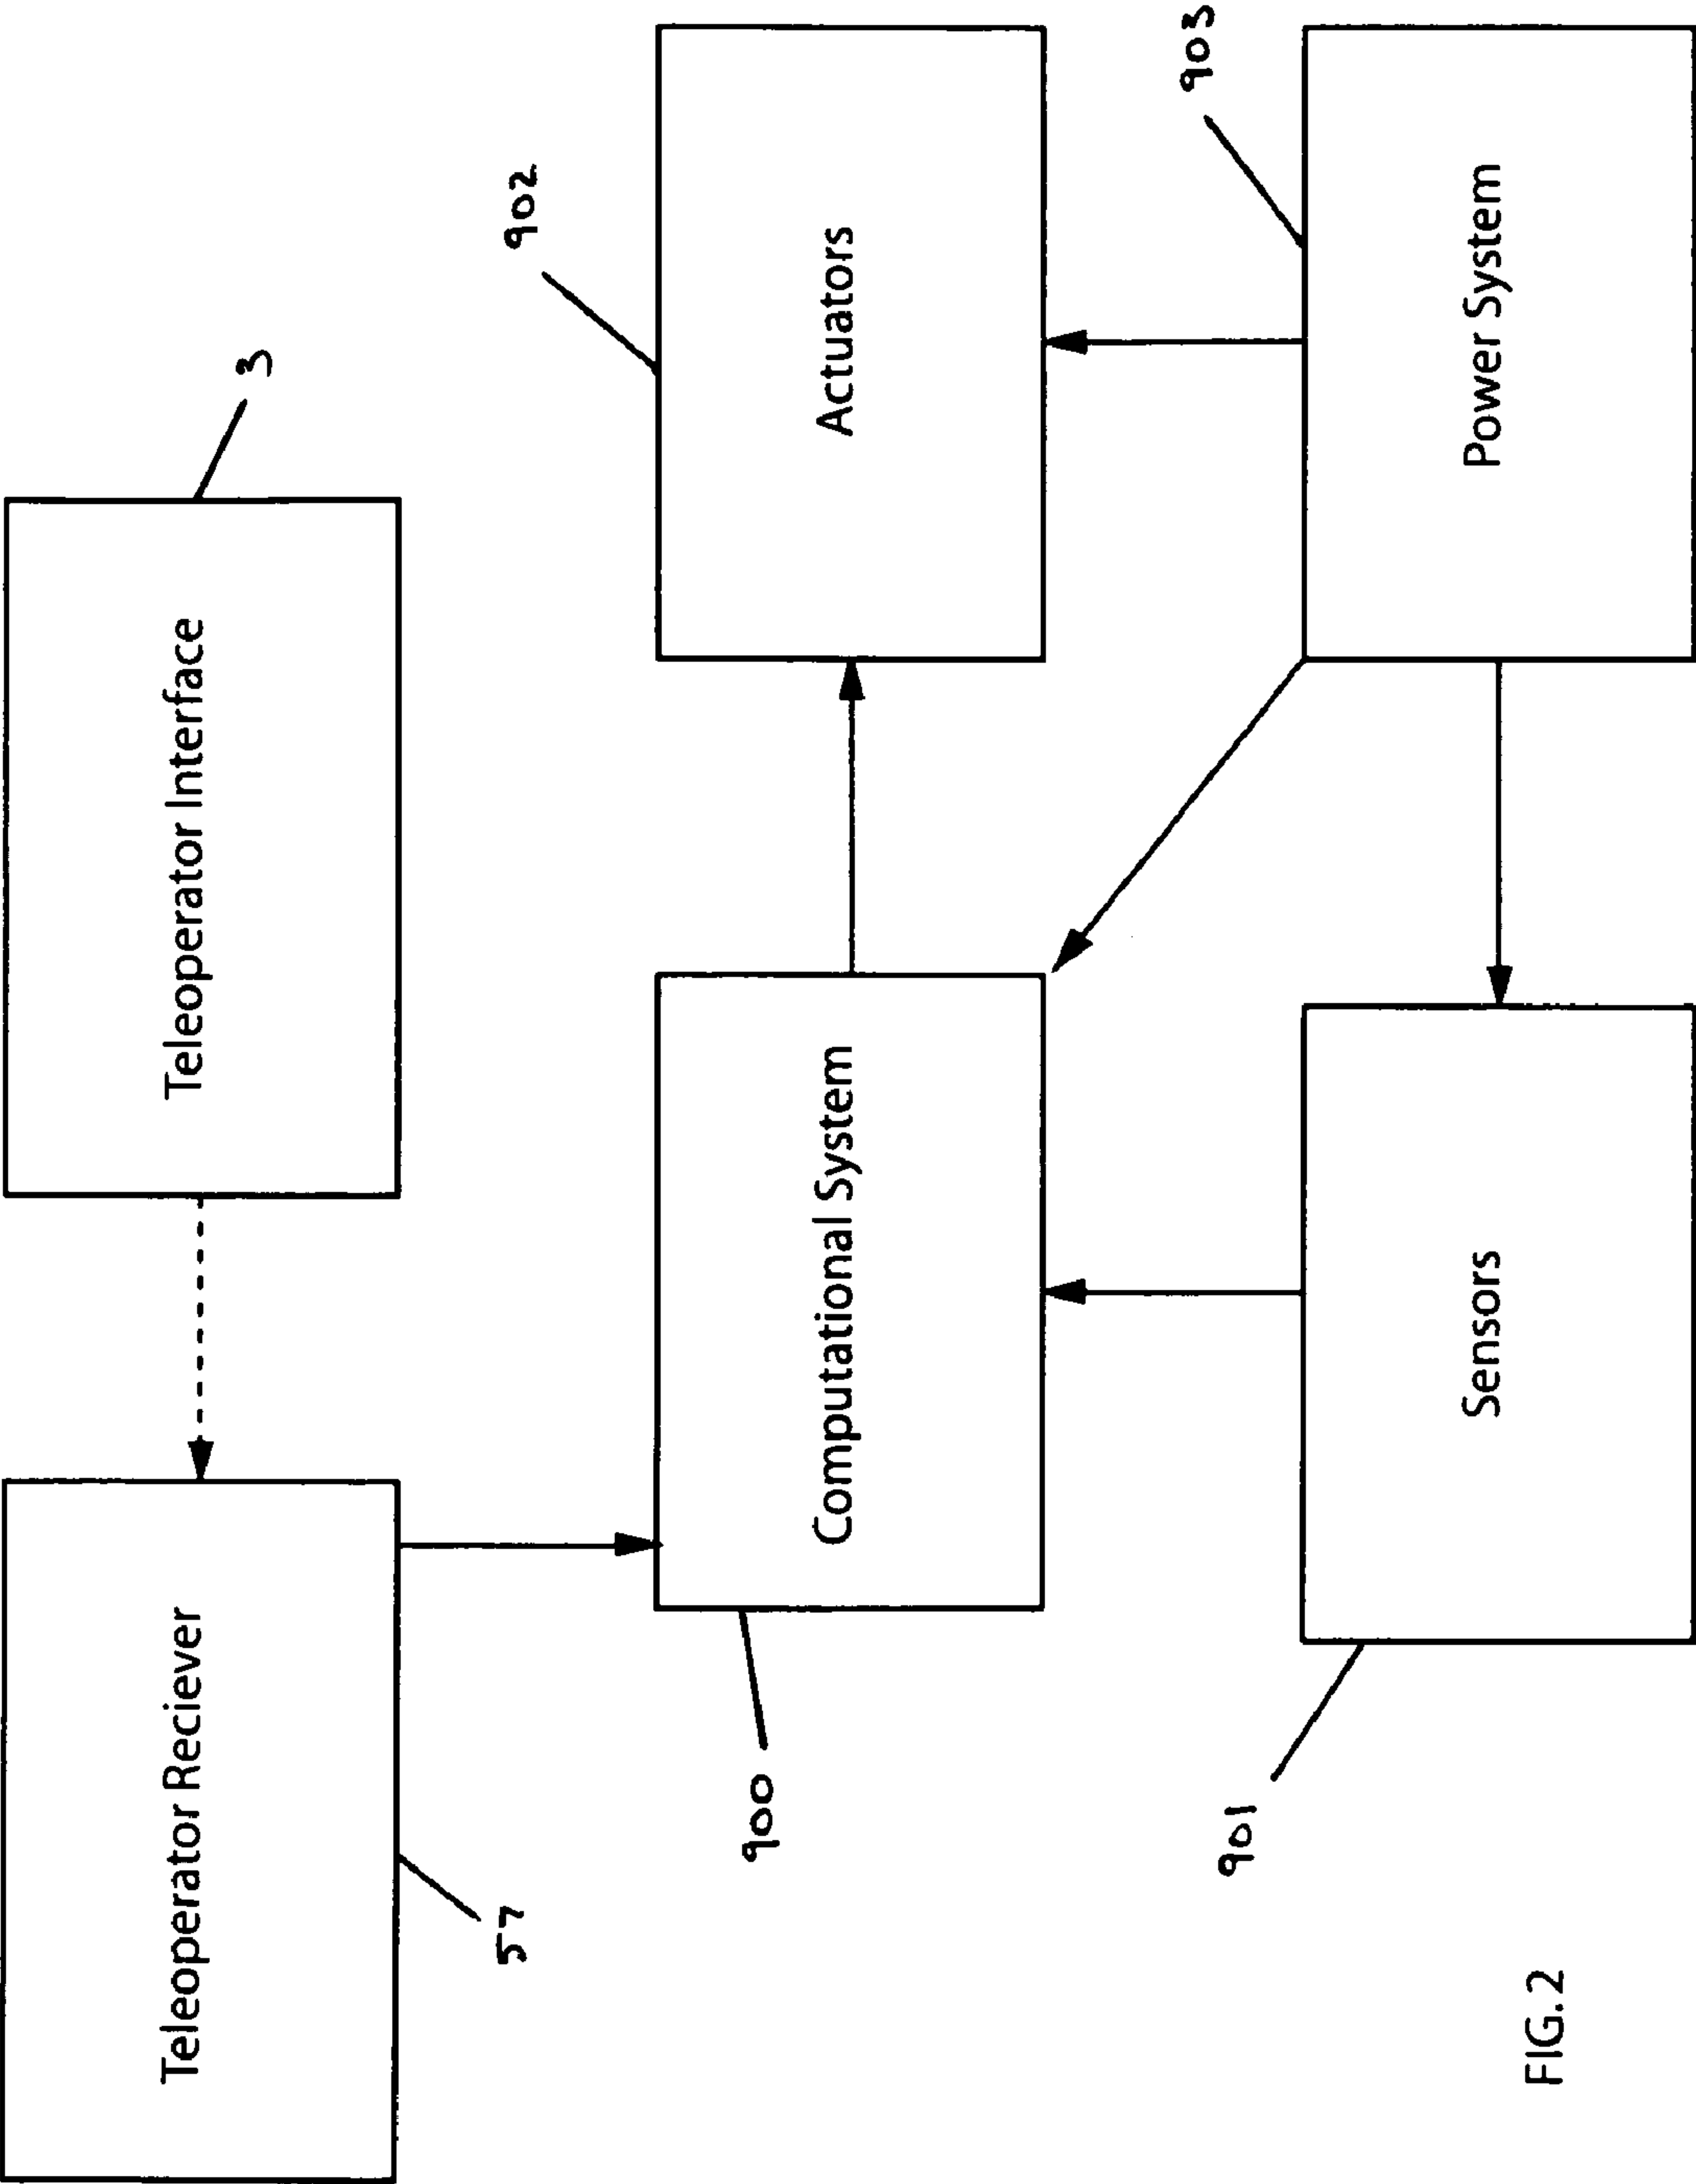 Teleoperator Reciever
Teleoperator Interface
57
3
Computational System
Actuators
900
902
Sensors
Power System
901
903
FIG. 2